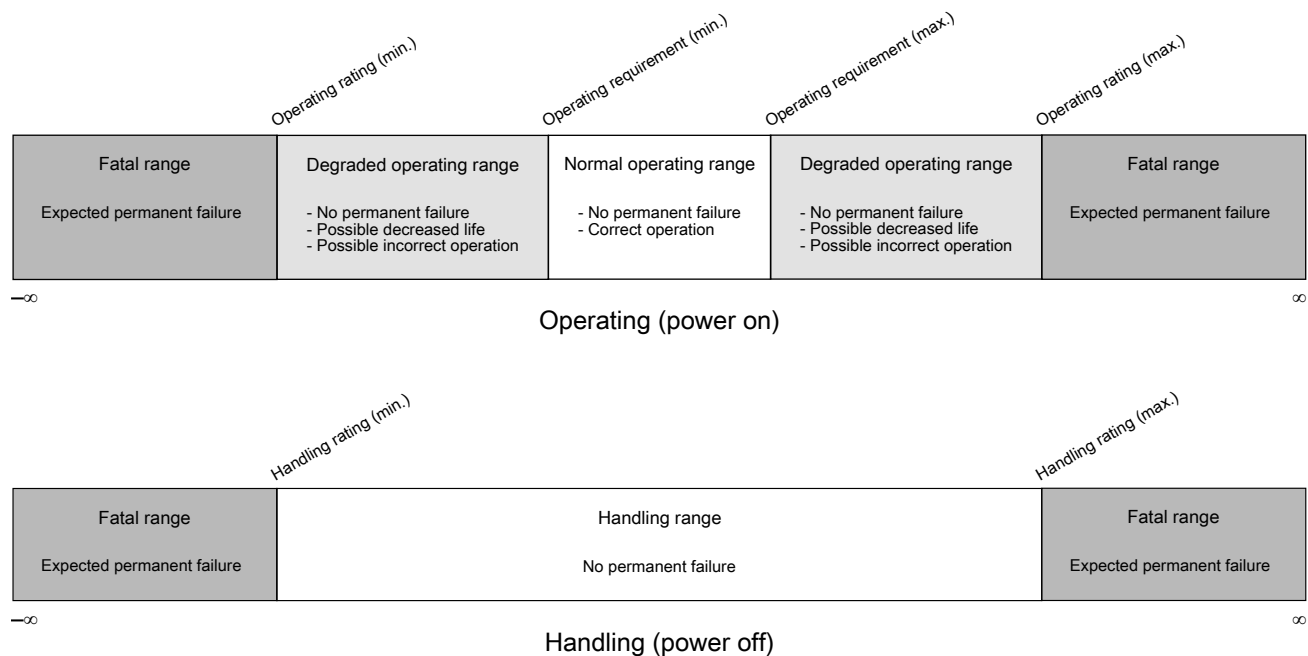 Operating rating (min.)
Operating requirement (min.)
Operating requirement (max.)
Operating rating (max.)
Fatal range
Expected permanent failure
Degraded operating range
- No permanent failure
- Possible decreased life
- Possible incorrect operation
Normal operating range
- No permanent failure
- Correct operation
Degraded operating range
- No permanent failure
- Possible decreased life
- Possible incorrect operation
Fatal range
Expected permanent failure
–∞
∞
Operating (power on)
Handling rating (min.)
Handling rating (max.)
Fatal range
Expected permanent failure
Handling range
No permanent failure
Fatal range
Expected permanent failure
–∞
∞
Handling (power off)